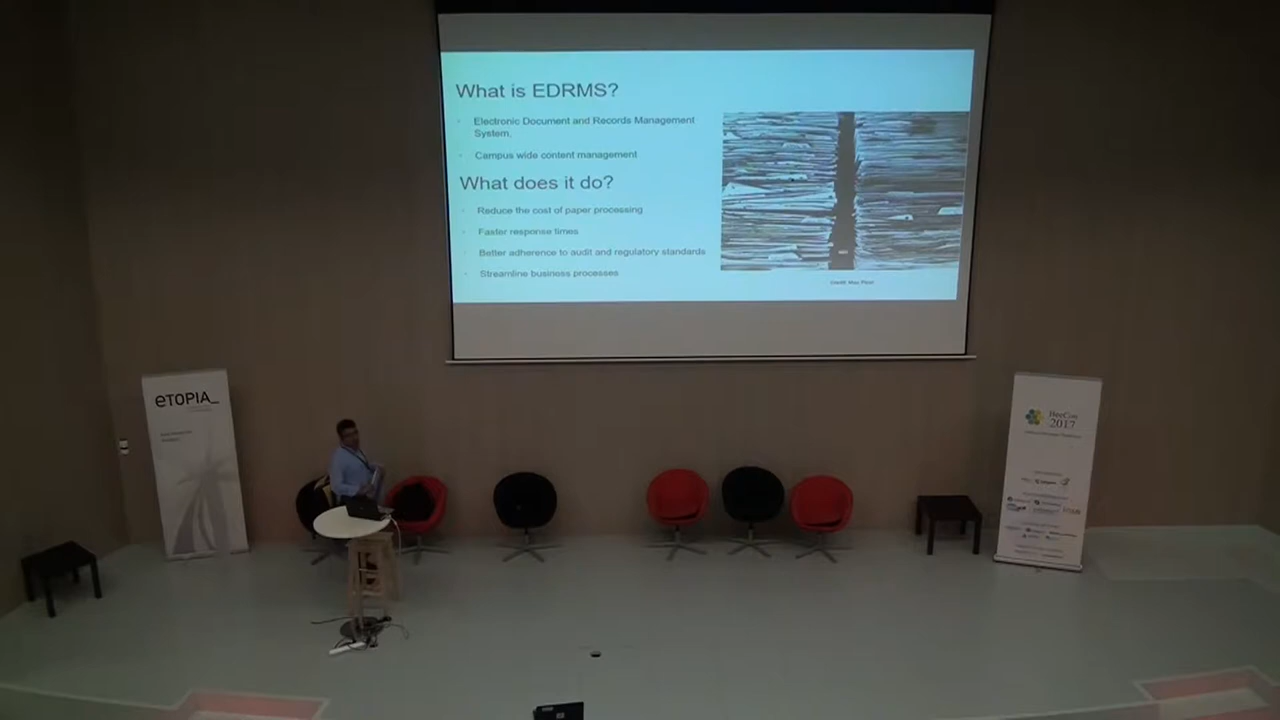 What is EDRMS?
Electronic Document and Records Management
System.
Campus wide content management
What does it do?
Reduce the cost of paper processing
Faster response times
Better adherence to audit and regulatory standards
Streamline business processes
eTOPIA_
BeeCon
2017